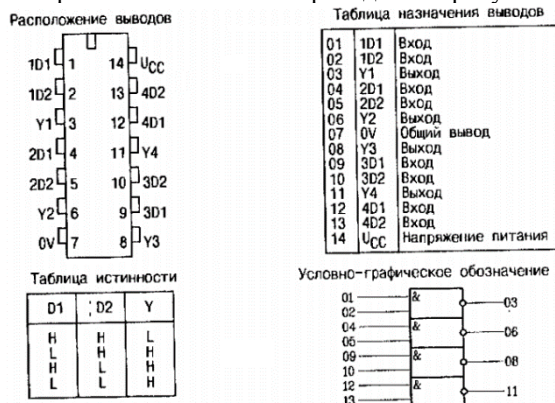 Расположение выводов
1D1 1 14 UCC
1D2 2 13 4D2
Y1 3 12 4D1
2D1 4 11 Y4
2D2 5 10 3D2
Y2 6 9 3D1
0V 7 8 Y3
Таблица истинности
D1 D2 Y
H H L
L H H
H L H
L L H
Таблица назначения выводов
01 1D1 Вход
02 1D2 Вход
03 Y1 Выход
04 2D1 Вход
05 2D2 Вход
06 Y2 Выход
07 0V Общий вывод
08 Y3 Выход
09 3D1 Вход
10 3D2 Вход
11 Y4 Выход
12 4D1 Вход
13 4D2 Вход
14 UCC Напряжение питания
Условно-графическое обозначение
01 & 03
02
04 & 06
05
09 & 08
10
12 & 11
13